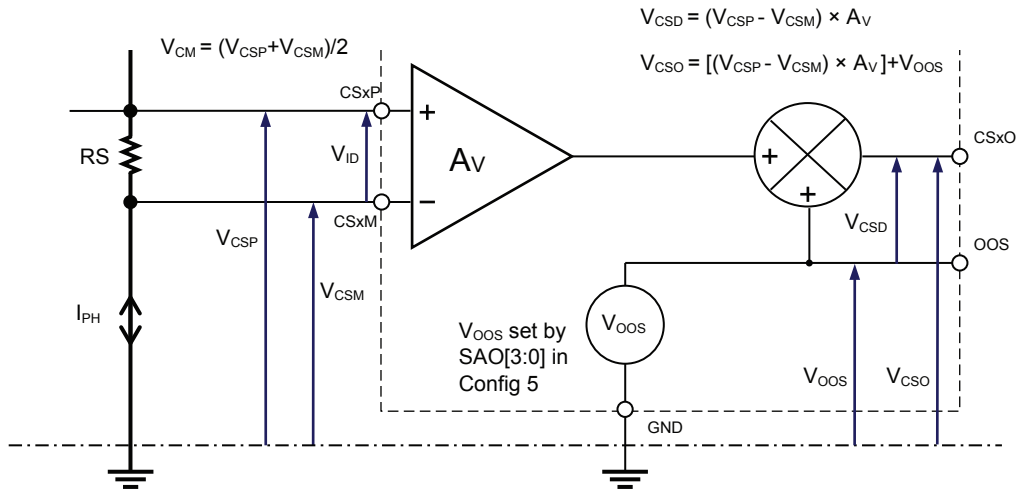 V_CSD = (V_CSP - V_CSM) × A_V
V_CM = (V_CSP+V_CSM)/2
V_CSO = [(V_CSP - V_CSM) × A_V]+V_OOS
CSxP
+
RS
V_ID
A_V
+
CSxO
−
+
CSxM
V_CSD
V_CSP
OOS
V_CSM
I_PH
V_OOS set by
SAO[3:0] in
Config 5
V_OOS
V_OOS
V_CSO
GND